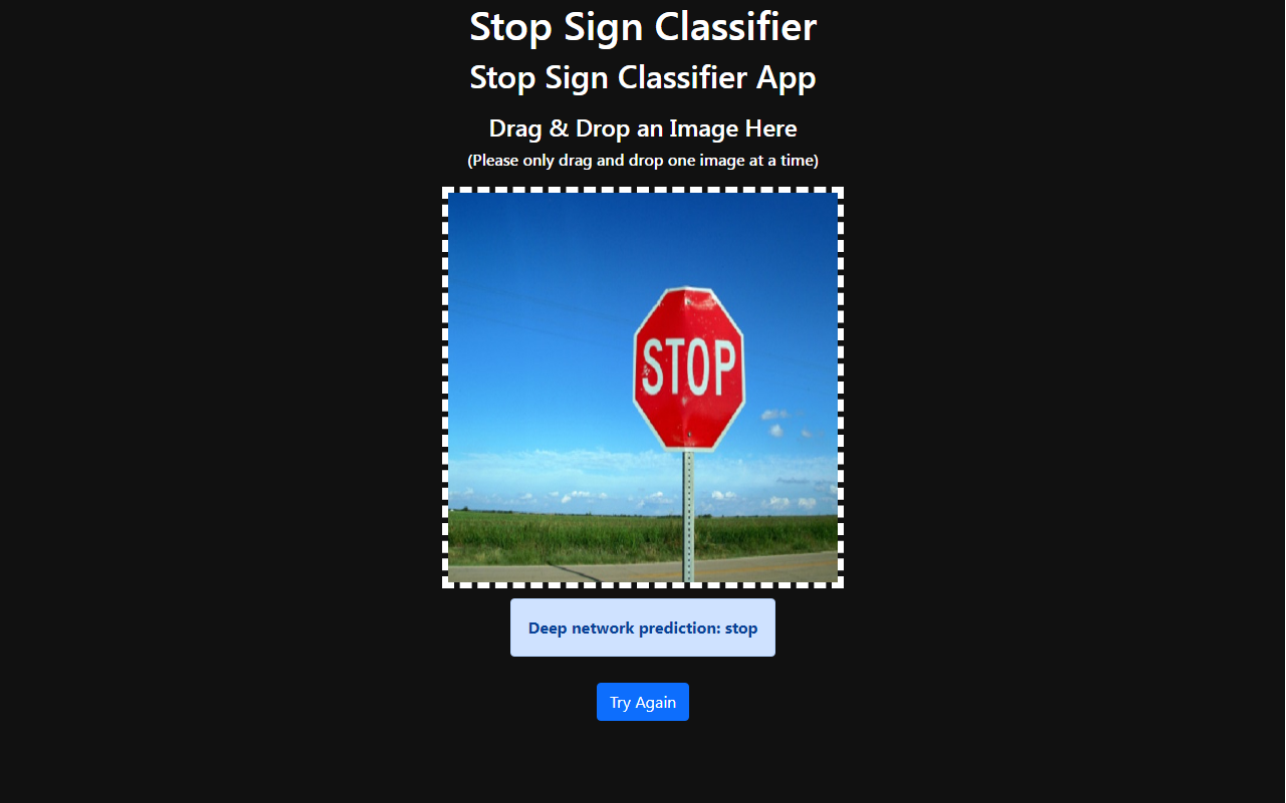 Stop Sign Classifier
Stop Sign Classifier App
Drag & Drop an Image Here
(Please only drag and drop one image at a time)
STOP
Deep network prediction: stop
Try Again